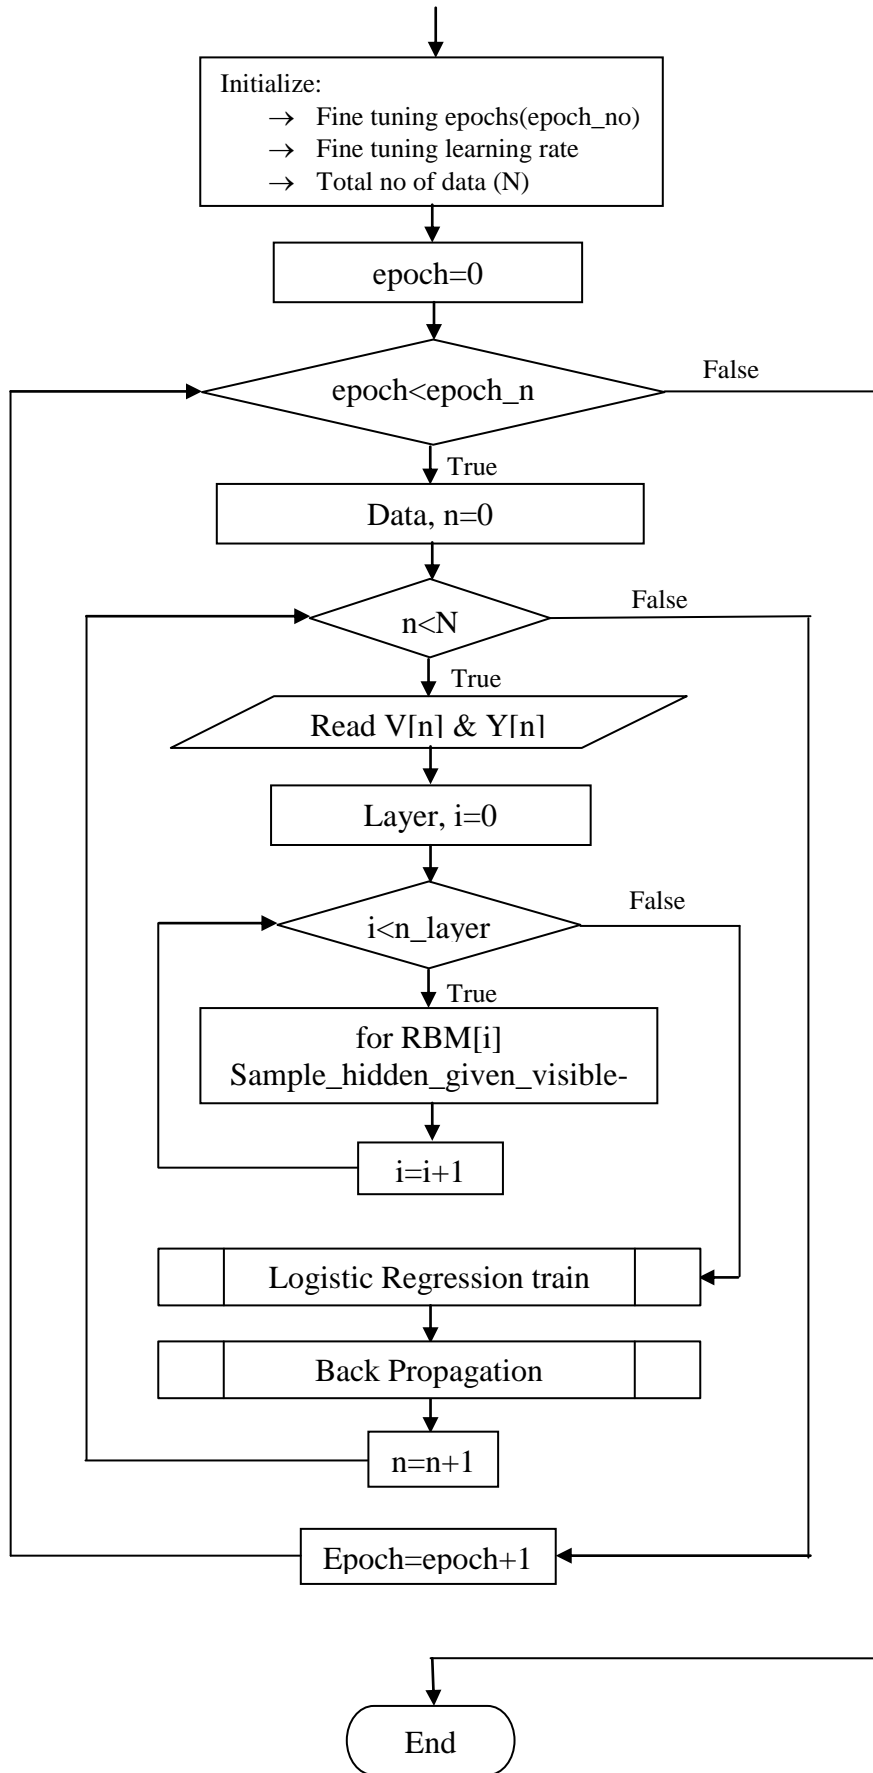 Initialize:
→ Fine tuning epochs(epoch_no)
→ Fine tuning learning rate
→ Total no of data (N)
epoch=0
epoch<epoch_n
False
True
Data, n=0
n<N
False
True
Read V[n] & Y[n]
Layer, i=0
i<n_layer
False
True
for RBM[i]
Sample_hidden_given_visible-
i=i+1
Logistic Regression train
Back Propagation
n=n+1
Epoch=epoch+1
End